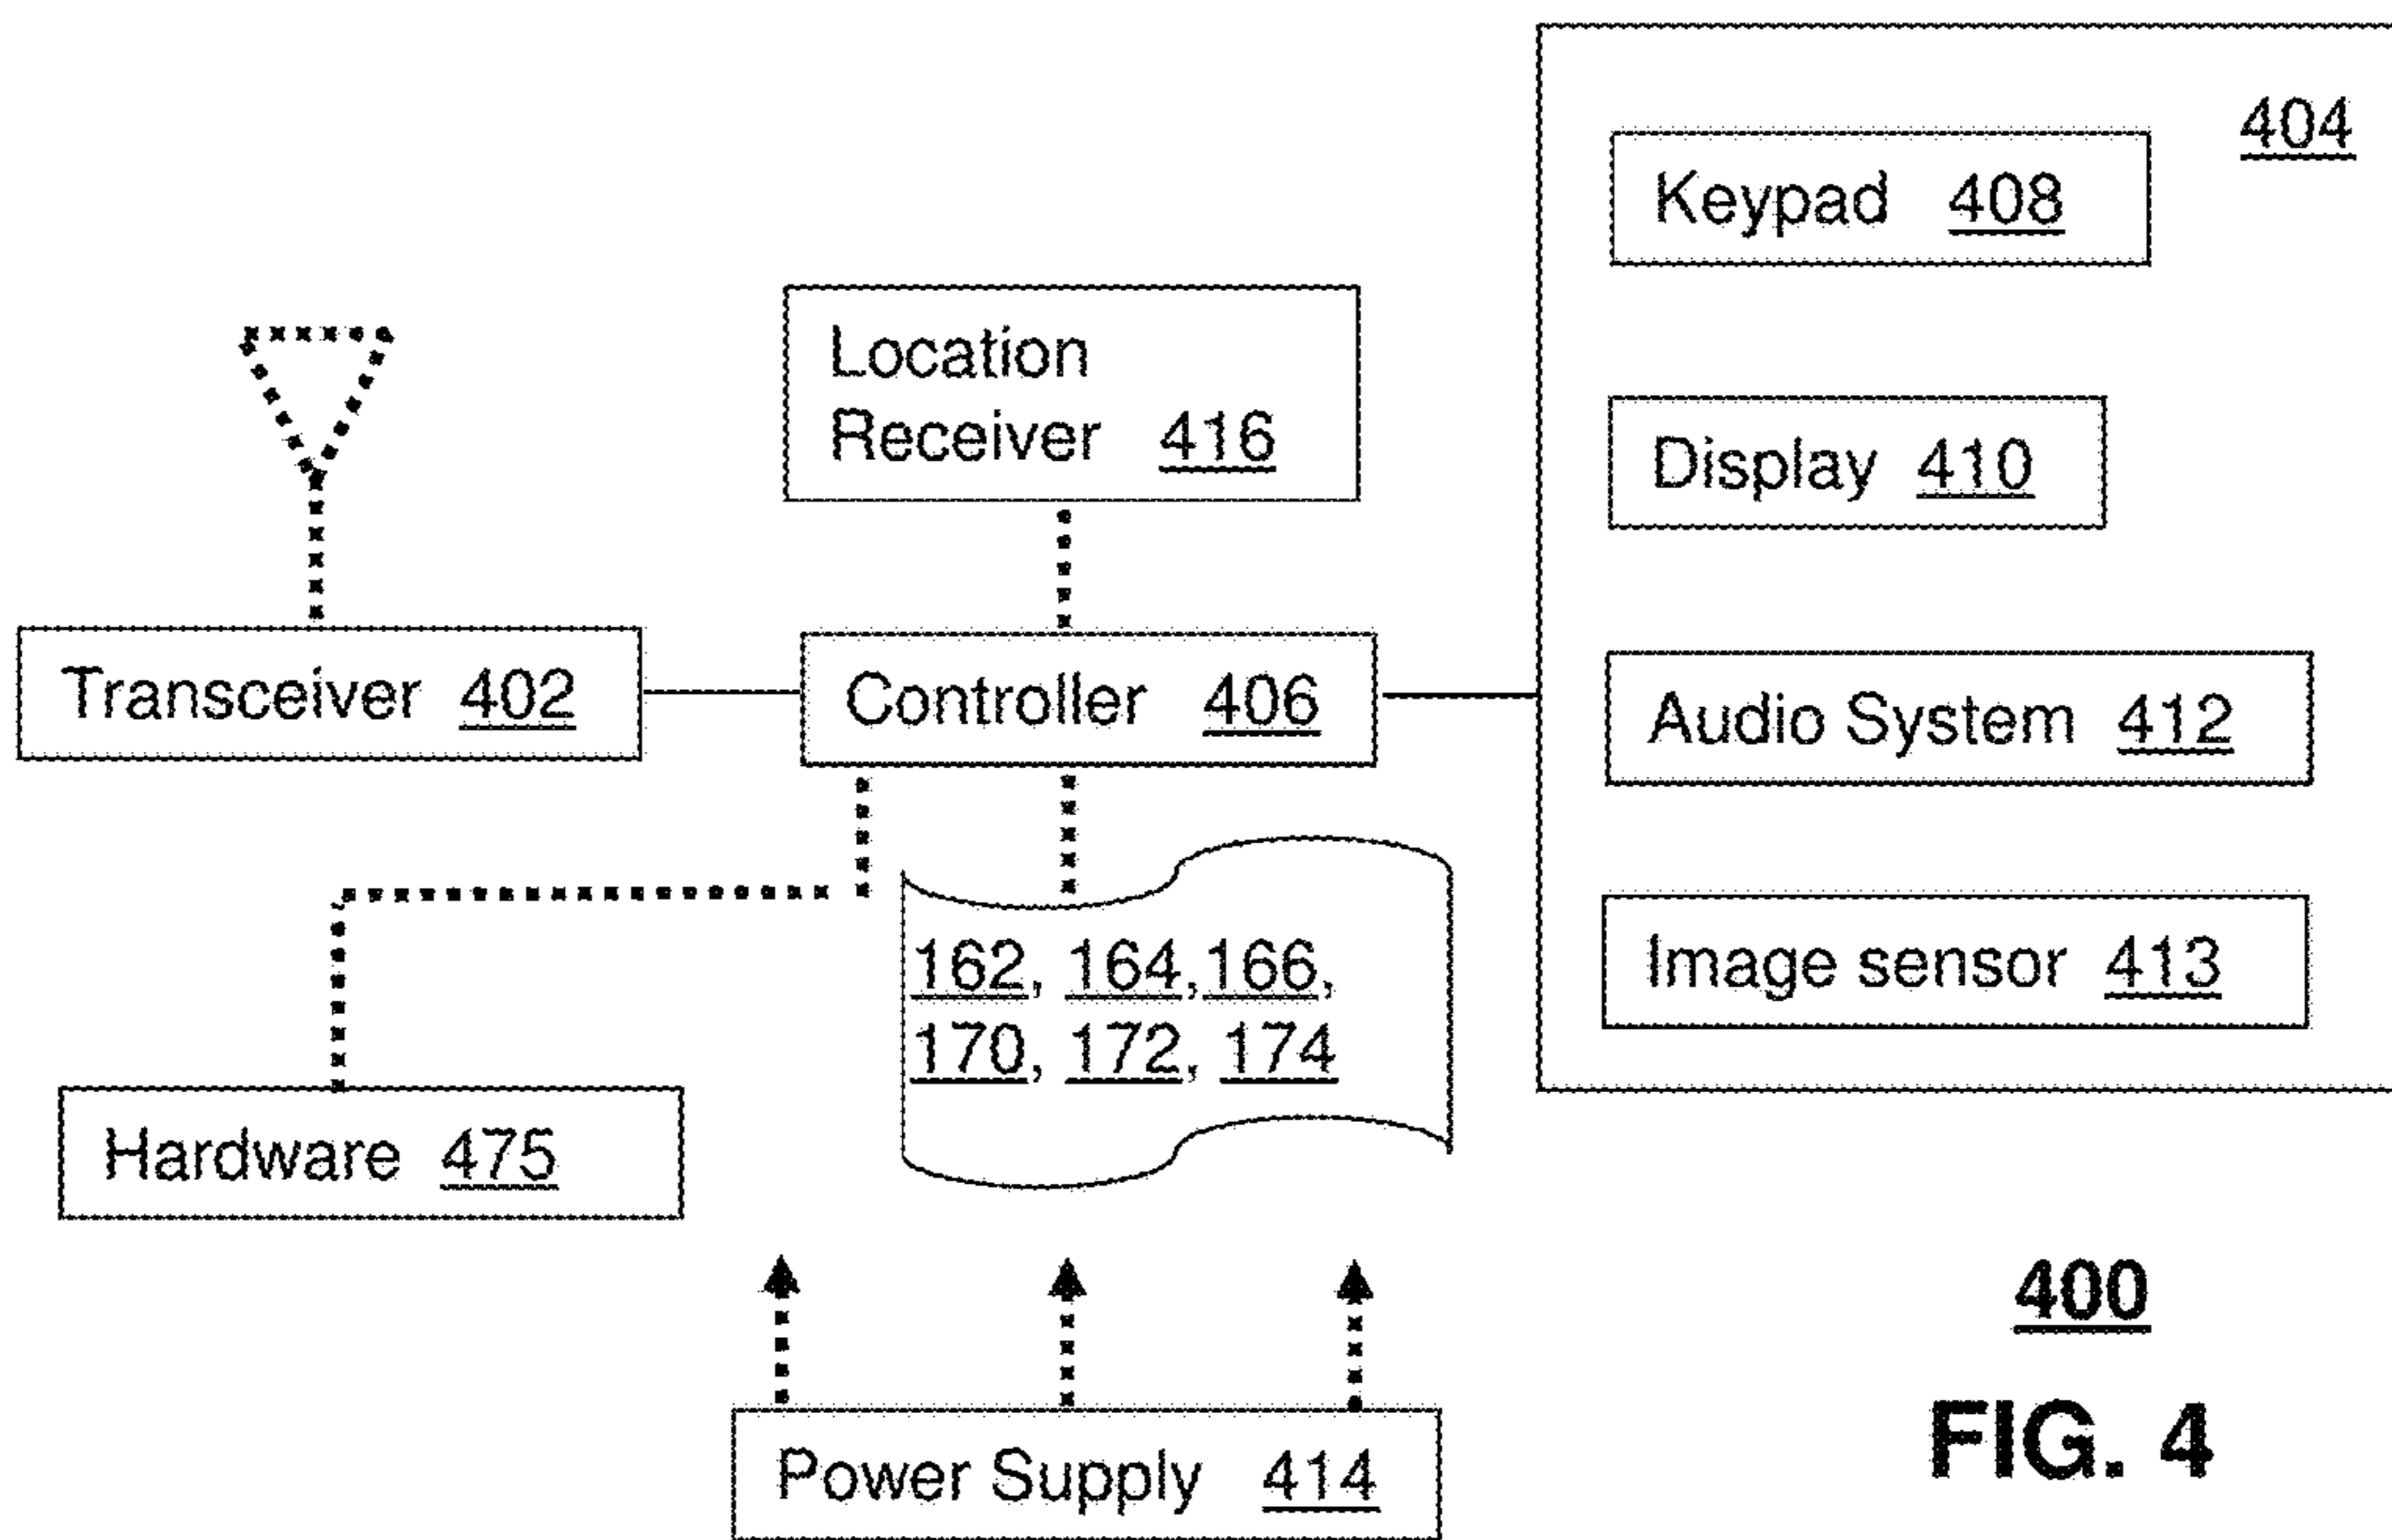 404
Keypad 408
Location
Receiver 416
Display 410
Transceiver 402
Controller 406
Audio System 412
162, 164, 166,
170, 172, 174
Image sensor 413
Hardware 475
400
FIG. 4
Power Supply 414